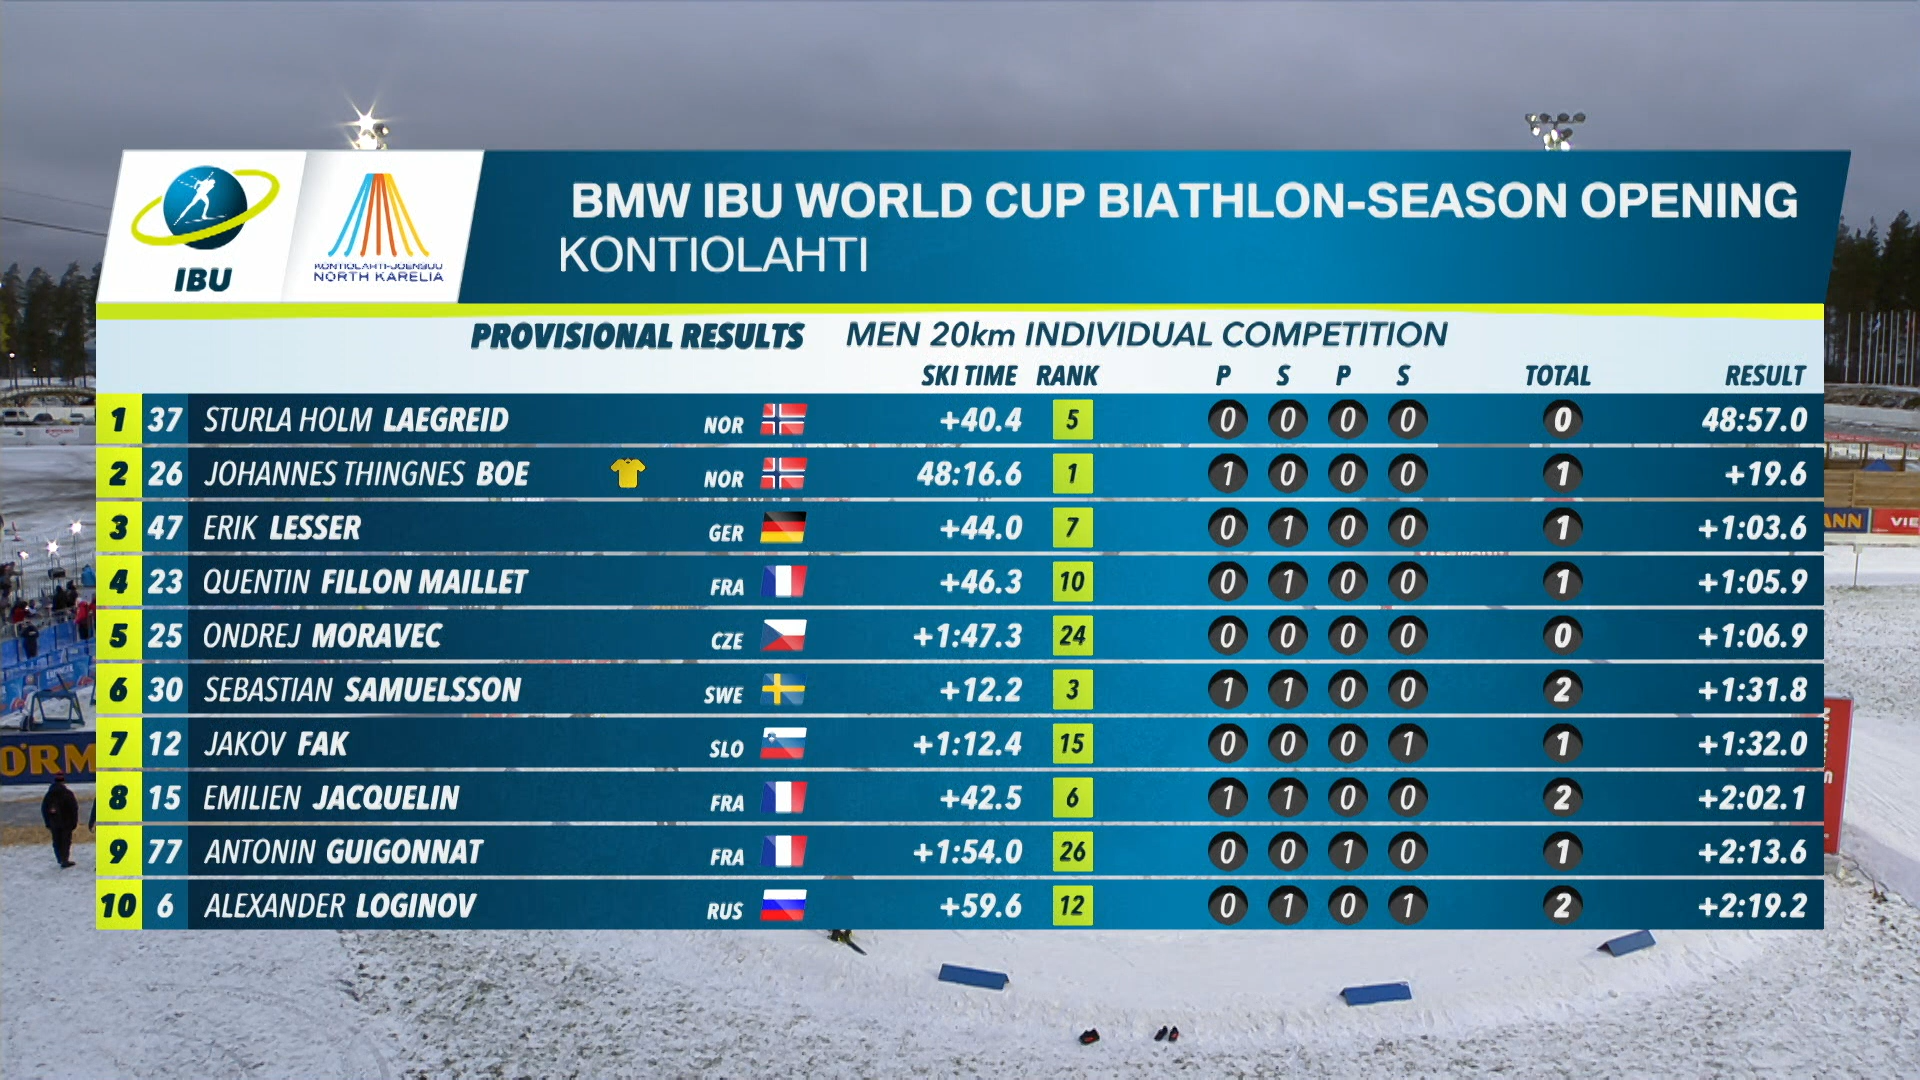 BMW IBU WORLD CUP BIATHLON-SEASON OPENING
KONTIOLAHTI
IBU
KONTIOLAHTI-JOENSUU
NORTH KARELIA
PROVISIONAL RESULTS MEN 20km INDIVIDUAL COMPETITION
SKI TIME RANK P S P S TOTAL RESULT
1 37 STURLA HOLM LAEGREID NOR +40.4 5 0 0 0 0 0 48:57.0
2 26 JOHANNES THINGNES BOE NOR 48:16.6 1 1 0 0 0 1 +19.6
3 47 ERIK LESSER GER +44.0 7 0 1 0 0 1 +1:03.6
4 23 QUENTIN FILLON MAILLET FRA +46.3 10 0 1 0 0 1 +1:05.9
5 25 ONDREJ MORAVEC CZE +1:47.3 24 0 0 0 0 0 +1:06.9
6 30 SEBASTIAN SAMUELSSON SWE +12.2 3 1 1 0 0 2 +1:31.8
7 12 JAKOV FAK SLO +1:12.4 15 0 0 0 1 1 +1:32.0
8 15 EMILIEN JACQUELIN FRA +42.5 6 1 1 0 0 2 +2:02.1
9 77 ANTONIN GUIGONNAT FRA +1:54.0 26 0 0 1 0 1 +2:13.6
10 6 ALEXANDER LOGINOV RUS +59.6 12 0 1 0 1 2 +2:19.2